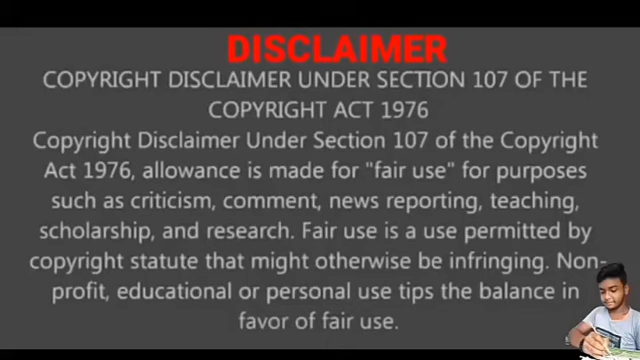 DISCLAIMER
COPYRIGHT DISCLAIMER UNDER SECTION 107 OF THE
COPYRIGHT ACT 1976
Copyright Disclaimer Under Section 107 of the Copyright
Act 1976, allowance is made for "fair use" for purposes
such as criticism, comment, news reporting, teaching,
scholarship, and research. Fair use is a use permitted by
copyright statute that might otherwise be infringing. Non-
profit, educational or personal use tips the balance in
favor of fair use.